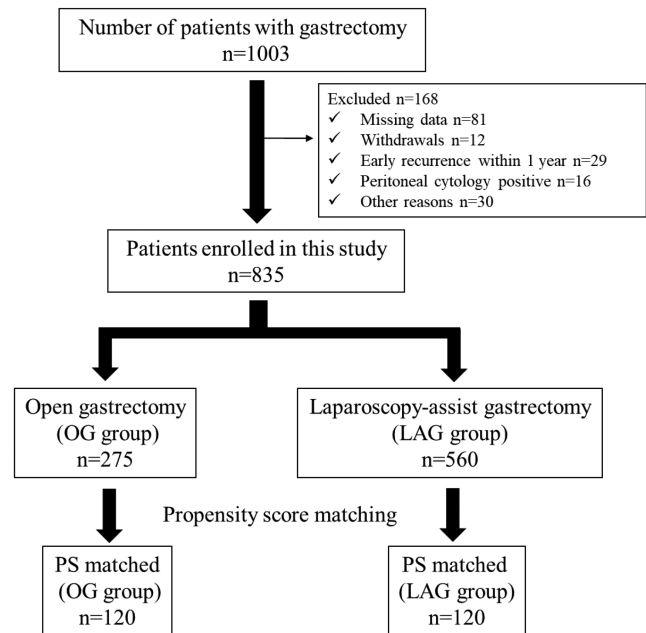 Number of patients with gastrectomy
n=1003
Excluded n=168
✓ Missing data n=81
✓ Withdrawals n=12
✓ Early recurrence within 1 year n=29
✓ Peritoneal cytology positive n=16
✓ Other reasons n=30
Patients enrolled in this study
n=835
Open gastrectomy
(OG group)
n=275
Laparoscopy-assist gastrectomy
(LAG group)
n=560
Propensity score matching
PS matched
(OG group)
n=120
PS matched
(LAG group)
n=120